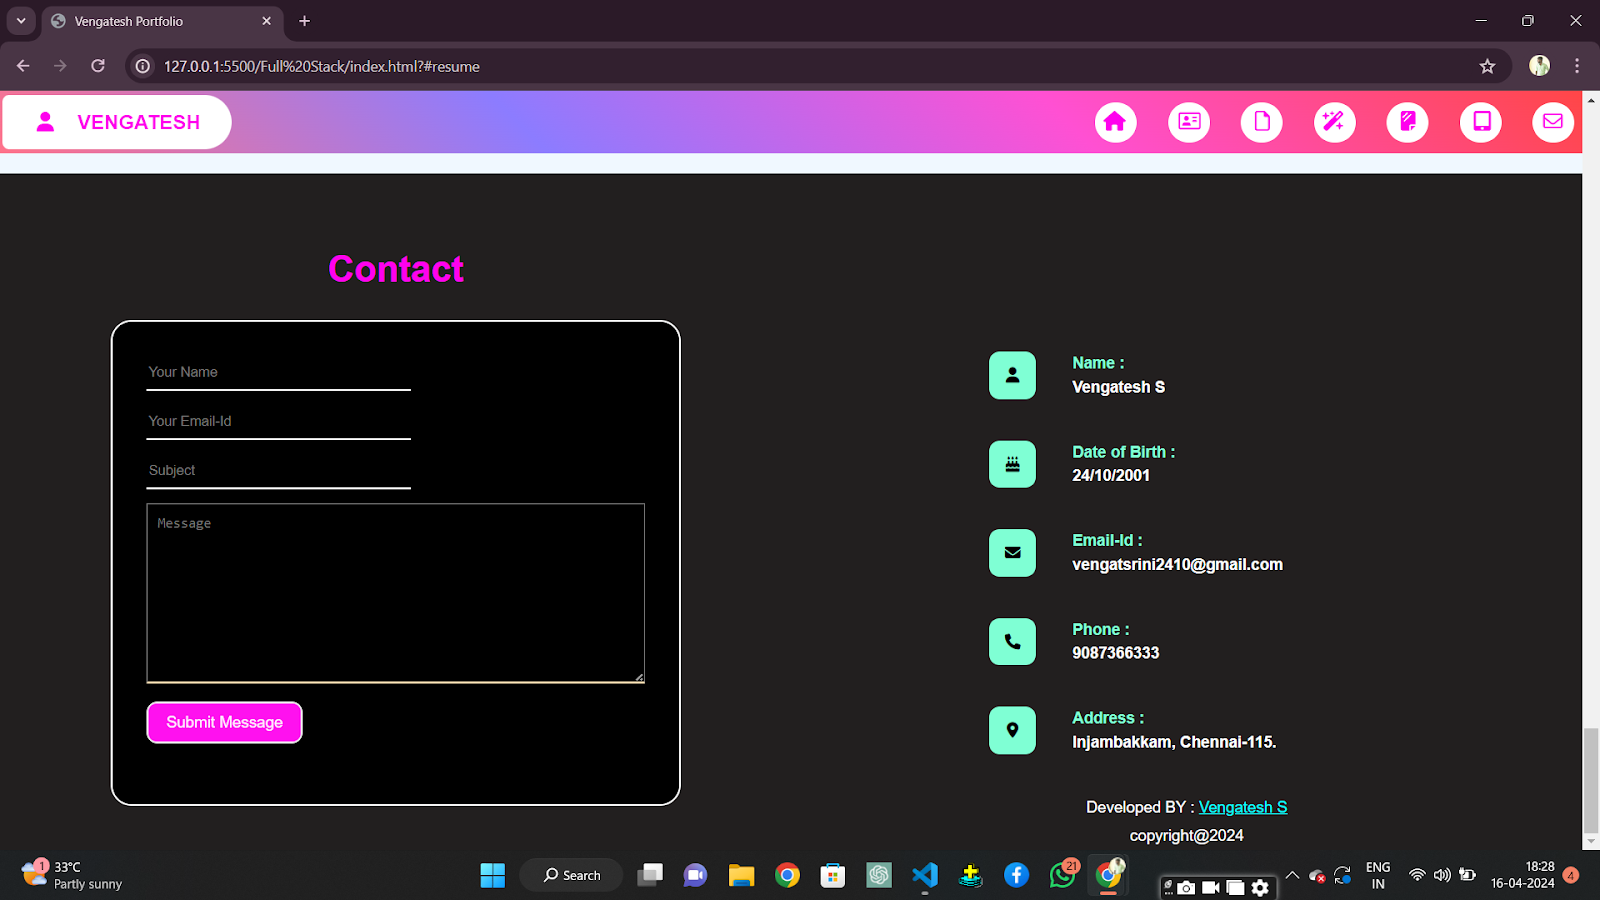 Vengatesh Portfolio
127.0.0.1:5500/Full%20Stack/index.html?#resume
VENGATESH
Contact
Your Name
Your Email-Id
Subject
Message
Submit Message
Name :
Vengatesh S
Date of Birth :
24/10/2001
Email-Id :
vengatsrini2410@gmail.com
Phone :
9087366333
Address :
Injambakkam, Chennai-115.
Developed BY : Vengatesh S
copyright@2024
1
33°C
Partly sunny
Search
21
ENG
IN
18:28
16-04-2024
4